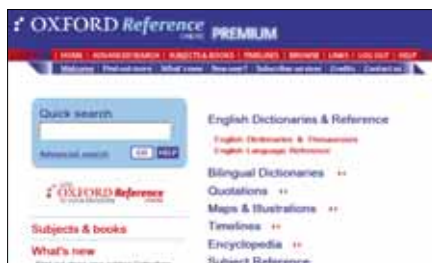 OXFORD Reference ONLINE PREMIUM
HOME | ADVANCED SEARCH | SUBJECTS & BOOKS | TIMELINES | BROWSE | LINKS | LOG OUT | HELP
Welcome | Find out more | What's new | New user? | Subscriber services | Credits | Contact us
Quick search
Advanced search GO HELP
OXFORD Reference
Subjects & books
What's new
English Dictionaries & Reference
English Dictionaries & Thesauruses
English Language Reference
Bilingual Dictionaries
Quotations
Maps & Illustrations
Timelines
Encyclopedia
Subject Reference